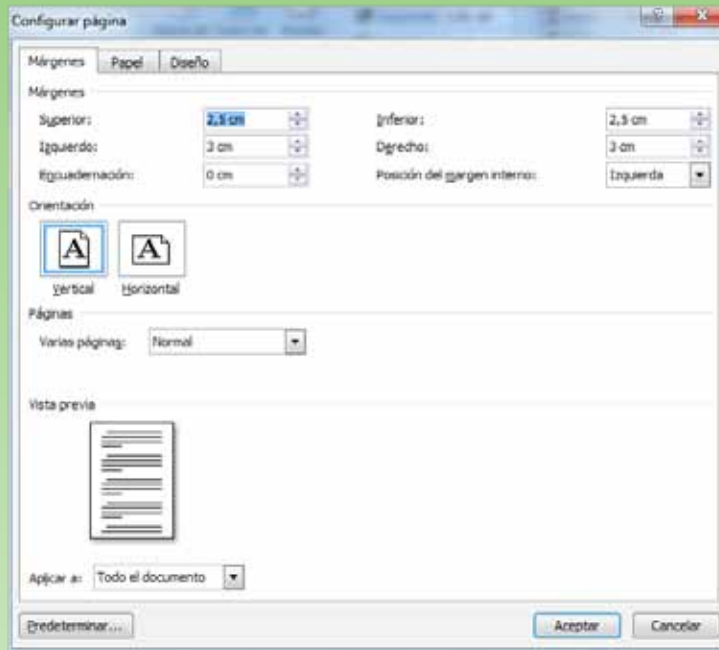 Configurar página
Márgenes Papel Diseño
Márgenes
Superior: 2,5 cm Inferior: 2,5 cm
Izquierdo: 3 cm Derecho: 3 cm
Encuadernación: 0 cm Posición del margen interno: Izquierda
Orientación
A A
Vertical Horizontal
Páginas
Varias páginas: Normal
Vista previa
Aplicar a: Todo el documento
Predeterminar... Aceptar Cancelar